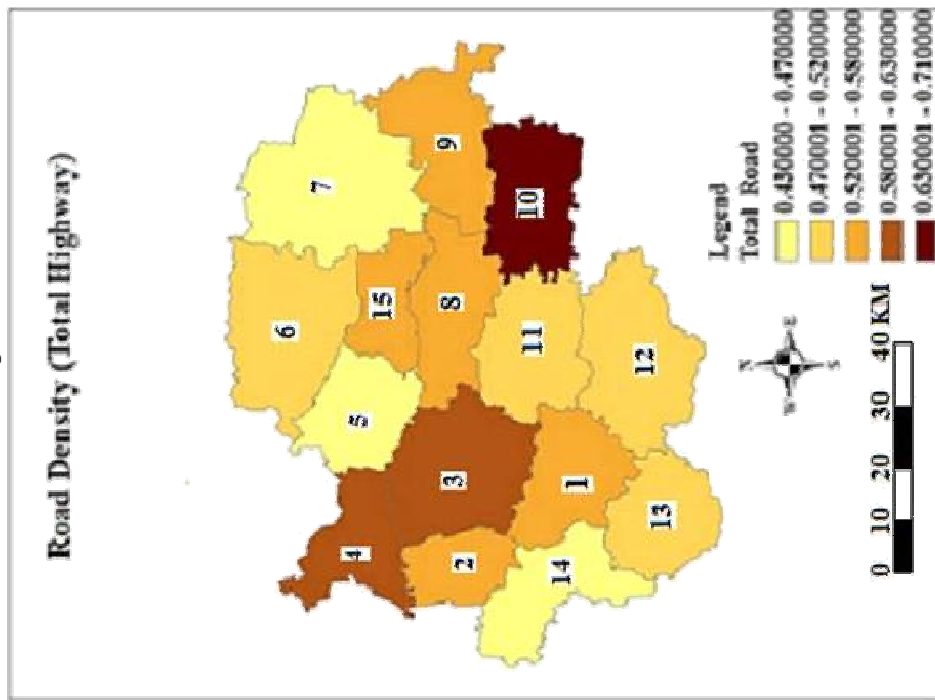 Road Density (Total Highway)
7
9
6
10
15
8
5
11
12
3
1
4
2
13
14
Legend
Total Road
0.430000 - 0.470000
0.470001 - 0.520000
0.520001 - 0.580000
0.580001 - 0.630000
0.630001 - 0.710000
N
W
E
S
0 10 20 30 40 KM